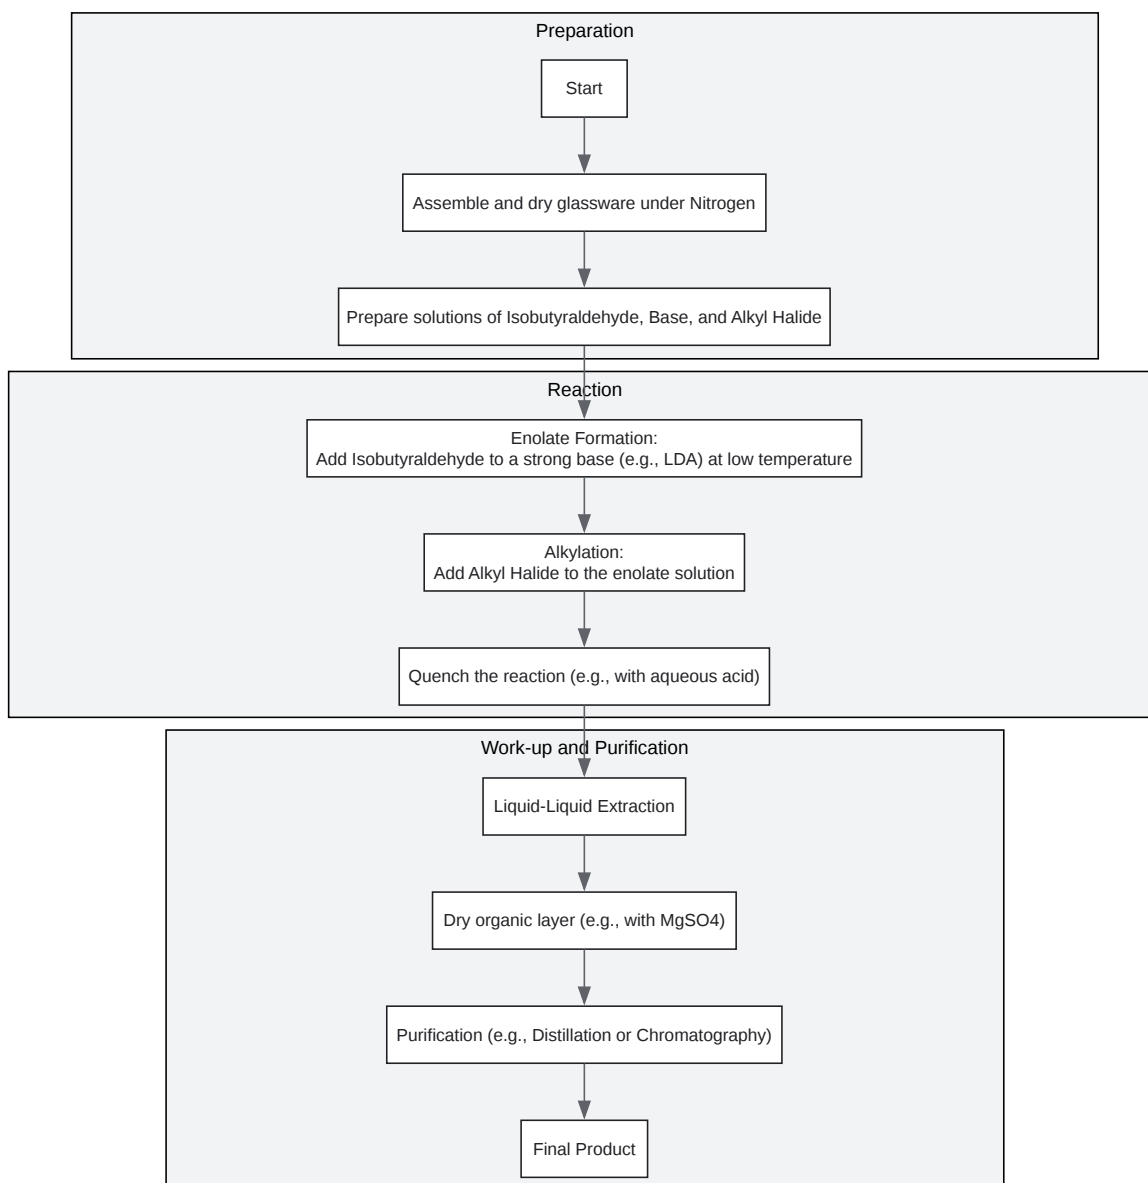 Preparation
Start
Assemble and dry glassware under Nitrogen
Prepare solutions of Isobutyraldehyde, Base, and Alkyl Halide
Reaction
Enolate Formation:
Add Isobutyraldehyde to a strong base (e.g., LDA) at low temperature
Alkylation:
Add Alkyl Halide to the enolate solution
Quench the reaction (e.g., with aqueous acid)
Work-up and Purification
Liquid-Liquid Extraction
Dry organic layer (e.g., with MgSO4)
Purification (e.g., Distillation or Chromatography)
Final Product